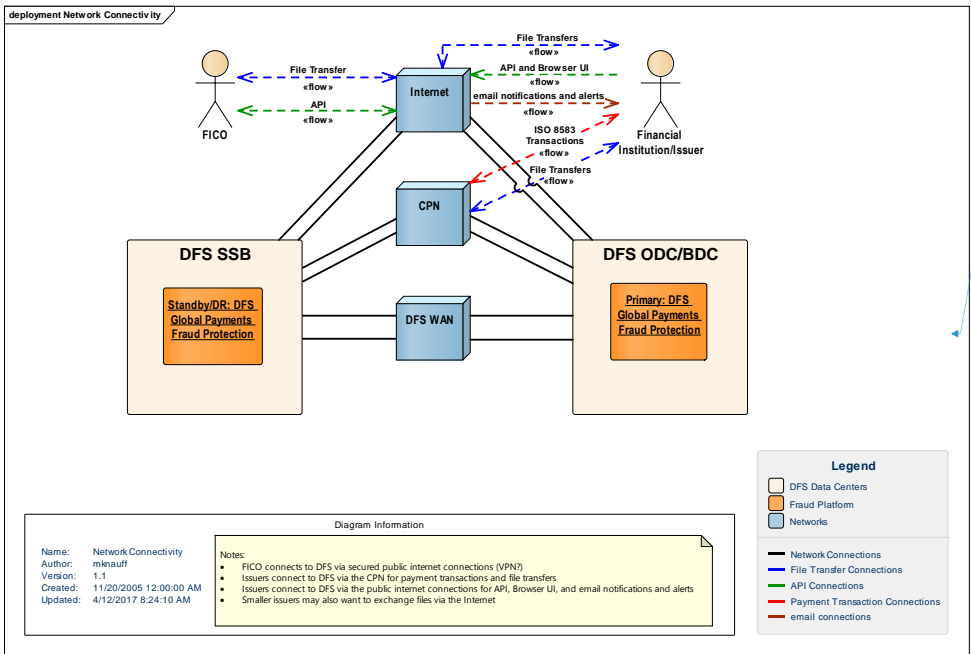 deployment Network Connectivity
File Transfers
«flow»
API and Browser UI
«flow»
email notifications and alerts
«flow»
ISO 8583
Transactions
«flow»
File Transfers
«flow»
File Transfer
«flow»
API
«flow»
FICO
Internet
Financial
Institution/Issuer
CPN
DFS SSB
Standby/DR: DFS
Global Payments
Fraud Protection
DFS WAN
DFS ODC/BDC
Primary: DFS
Global Payments
Fraud Protection
Legend
DFS Data Centers
Fraud Platform
Networks
Network Connections
File Transfer Connections
API Connections
Payment Transaction Connections
email connections
Diagram Information
Name: Network Connectivity
Author: mknauff
Version: 1.1
Created: 11/20/2005 12:00:00 AM
Updated: 4/12/2017 8:24:10 AM
Notes:
• FICO connects to DFS via secured public internet connections (VPN?)
• Issuers connect to DFS via the CPN for payment transactions and file transfers
• Issuers connect to DFS via the public internet connections for API, Browser UI, and email notifications and alerts
• Smaller issuers may also want to exchange files via the Internet